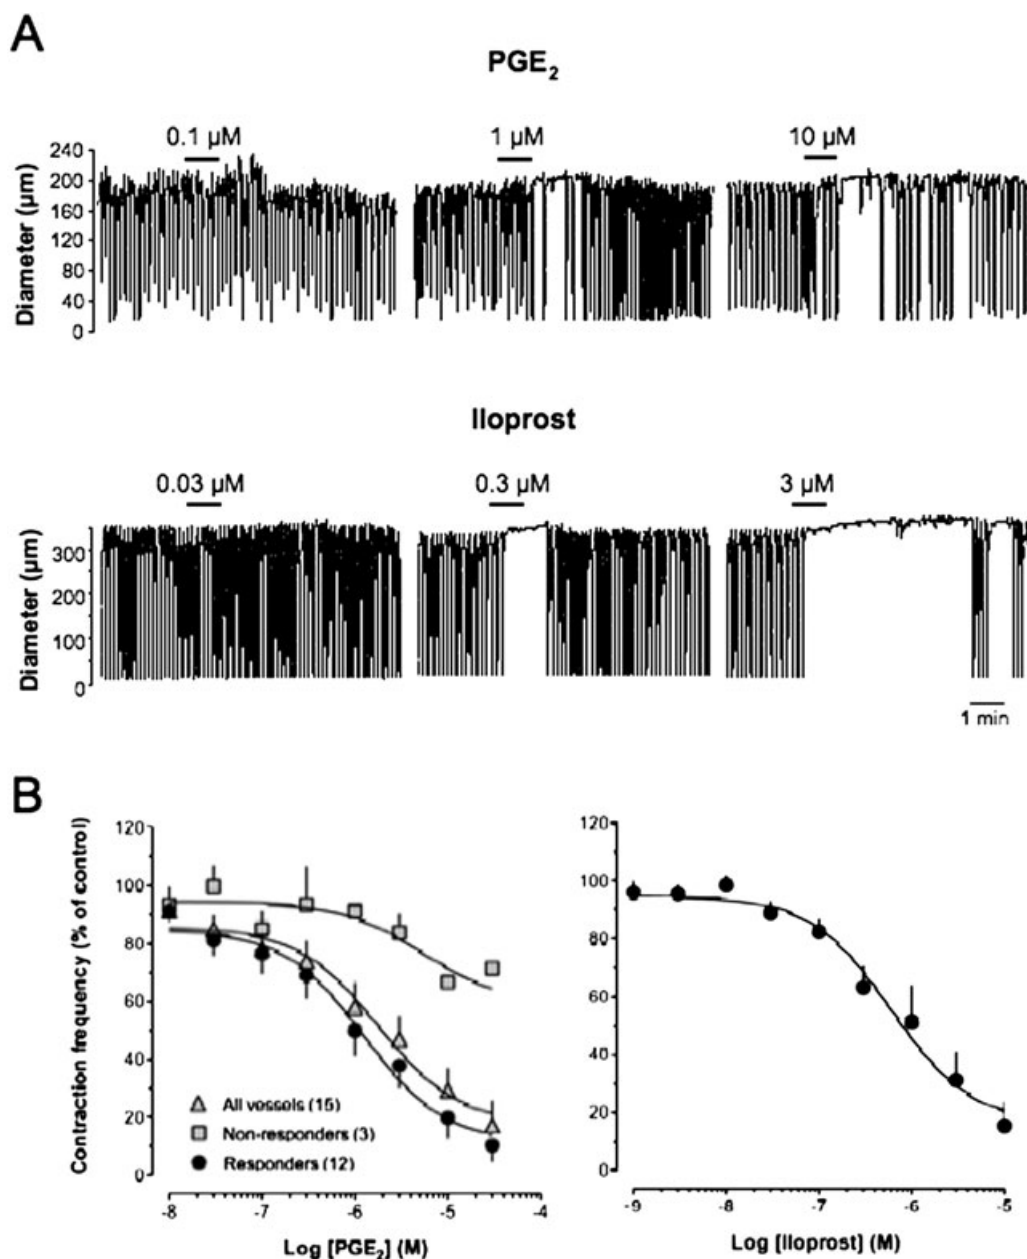 A
PGE₂
0.1 µM
1 µM
10 µM
Diameter (µm)
240
200
160
120
80
40
0
Iloprost
0.03 µM
0.3 µM
3 µM
Diameter (µm)
300
200
100
0
1 min
B
Contraction frequency (% of control)
120
100
80
60
40
20
0
All vessels (15)
Non-responders (3)
Responders (12)
-8
-7
-6
-5
-4
Log [PGE₂] (M)
120
100
80
60
40
20
0
-9
-8
-7
-6
-5
Log [Iloprost] (M)